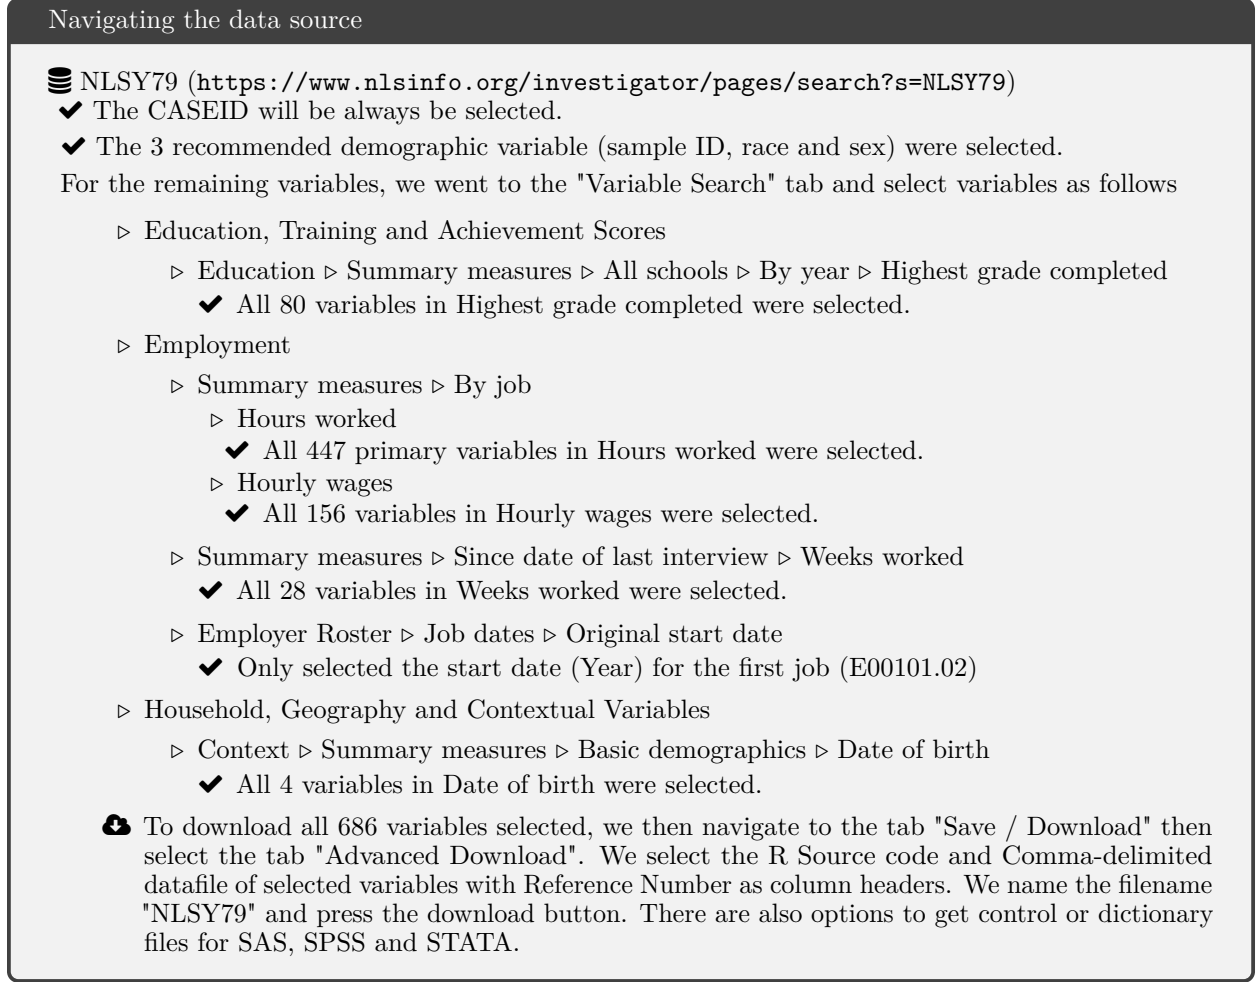 Navigating the data source
NLSY79 (https://www.nlsinfo.org/investigator/pages/search?s=NLSY79)
✔ The CASEID will be always be selected.
✔ The 3 recommended demographic variable (sample ID, race and sex) were selected.
For the remaining variables, we went to the "Variable Search" tab and select variables as follows
▷ Education, Training and Achievement Scores
▷ Education ▷ Summary measures ▷ All schools ▷ By year ▷ Highest grade completed
✔ All 80 variables in Highest grade completed were selected.
▷ Employment
▷ Summary measures ▷ By job
▷ Hours worked
✔ All 447 primary variables in Hours worked were selected.
▷ Hourly wages
✔ All 156 variables in Hourly wages were selected.
▷ Summary measures ▷ Since date of last interview ▷ Weeks worked
✔ All 28 variables in Weeks worked were selected.
▷ Employer Roster ▷ Job dates ▷ Original start date
✔ Only selected the start date (Year) for the first job (E00101.02)
▷ Household, Geography and Contextual Variables
▷ Context ▷ Summary measures ▷ Basic demographics ▷ Date of birth
✔ All 4 variables in Date of birth were selected.
To download all 686 variables selected, we then navigate to the tab "Save / Download" then
select the tab "Advanced Download". We select the R Source code and Comma-delimited
datafile of selected variables with Reference Number as column headers. We name the filename
"NLSY79" and press the download button. There are also options to get control or dictionary
files for SAS, SPSS and STATA.